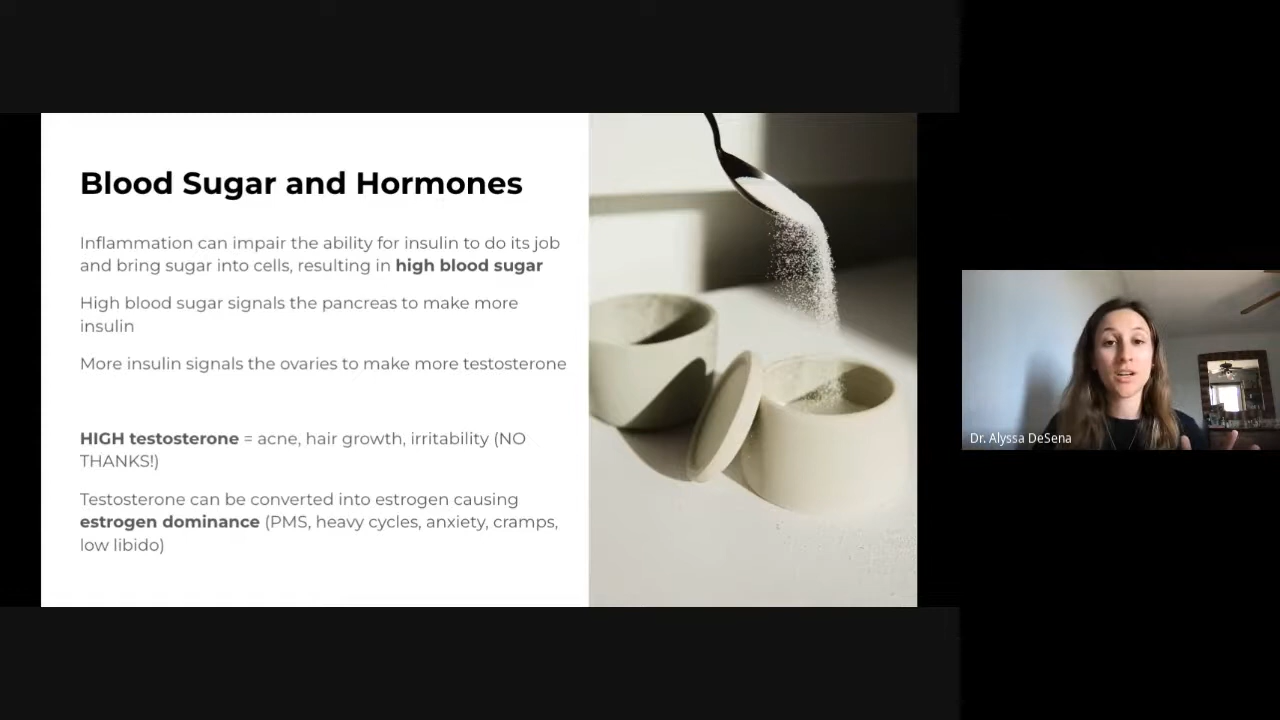 Blood Sugar and Hormones
Inflammation can impair the ability for insulin to do its job
and bring sugar into cells, resulting in high blood sugar
High blood sugar signals the pancreas to make more
insulin
More insulin signals the ovaries to make more testosterone
HIGH testosterone = acne, hair growth, irritability (NO
THANKS!)
Testosterone can be converted into estrogen causing
estrogen dominance (PMS, heavy cycles, anxiety, cramps,
low libido)
Dr. Alyssa DeSena